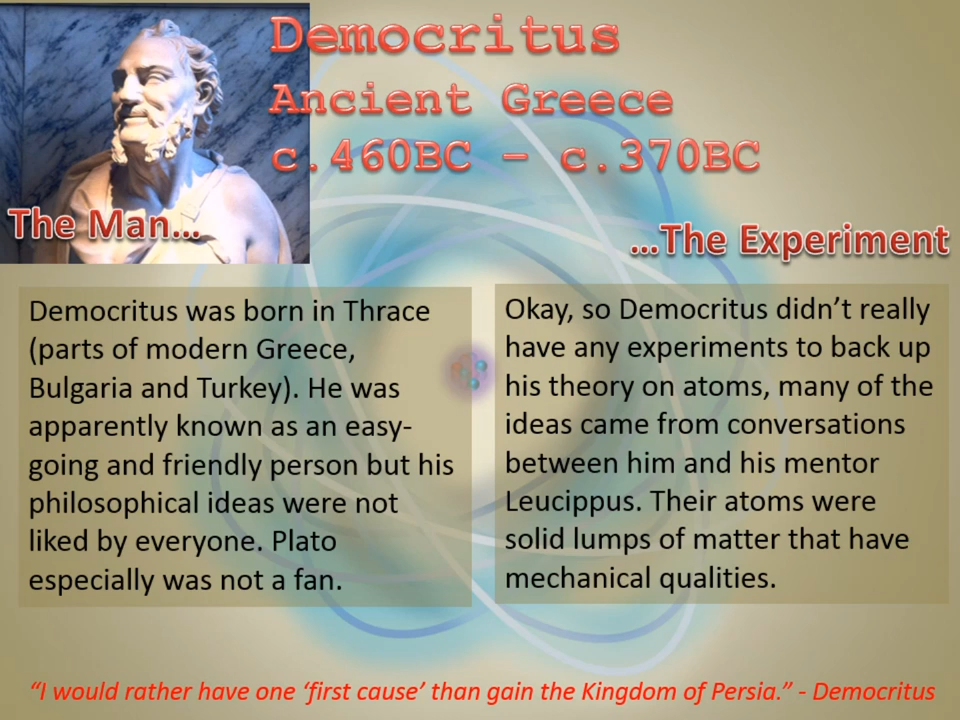 Democritus
Ancient Greece
c.460BC – c.370BC
The Man…
…The Experiment
Democritus was born in Thrace
(parts of modern Greece,
Bulgaria and Turkey). He was
apparently known as an easy-
going and friendly person but his
philosophical ideas were not
liked by everyone. Plato
especially was not a fan.
Okay, so Democritus didn’t really
have any experiments to back up
his theory on atoms, many of the
ideas came from conversations
between him and his mentor
Leucippus. Their atoms were
solid lumps of matter that have
mechanical qualities.
“I would rather have one ‘first cause’ than gain the Kingdom of Persia.” - Democritus